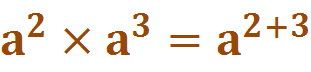 a² × a³ = a²⁺³